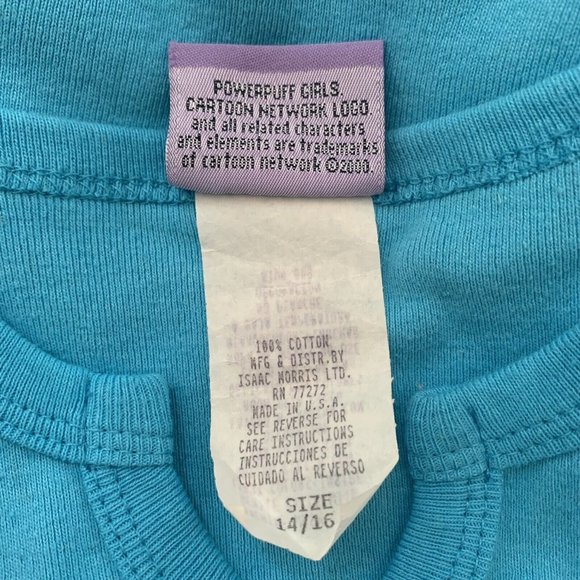 POWERPUFF GIRLS.
CARTOON NETWORK LOGO.
and all related characters
and elements are trademarks
of cartoon network ©2000.
100% COTTON
MFG & DISTR.BY
ISAAC MORRIS LTD.
RN 77272
MADE IN U.S.A.
SEE REVERSE FOR
CARE INSTRUCTIONS
INSTRUCCIONES DE
CUIDADO AL REVERSO
SIZE
14/16